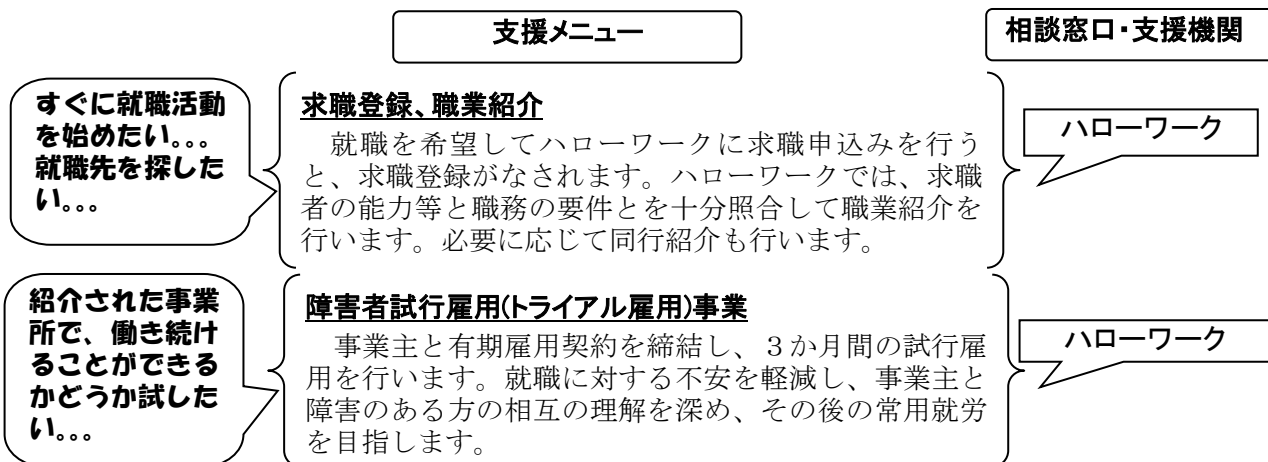 支援メニュー
相談窓口・支援機関
すぐに就職活動
を始めたい。。。
就職先を探した
い。。。
求職登録、職業紹介
就職を希望してハローワークに求職申込みを行う
と、求職登録がなされます。ハローワークでは、求職
者の能力等と職務の要件とを十分照合して職業紹介を
行います。必要に応じて同行紹介も行います。
ハローワーク
紹介された事業
所で、働き続け
ることができる
かどうか試した
い。。。
障害者試行雇用(トライアル雇用)事業
事業主と有期雇用契約を締結し、３か月間の試行雇
用を行います。就職に対する不安を軽減し、事業主と
障害のある方の相互の理解を深め、その後の常用就労
を目指します。
ハローワーク